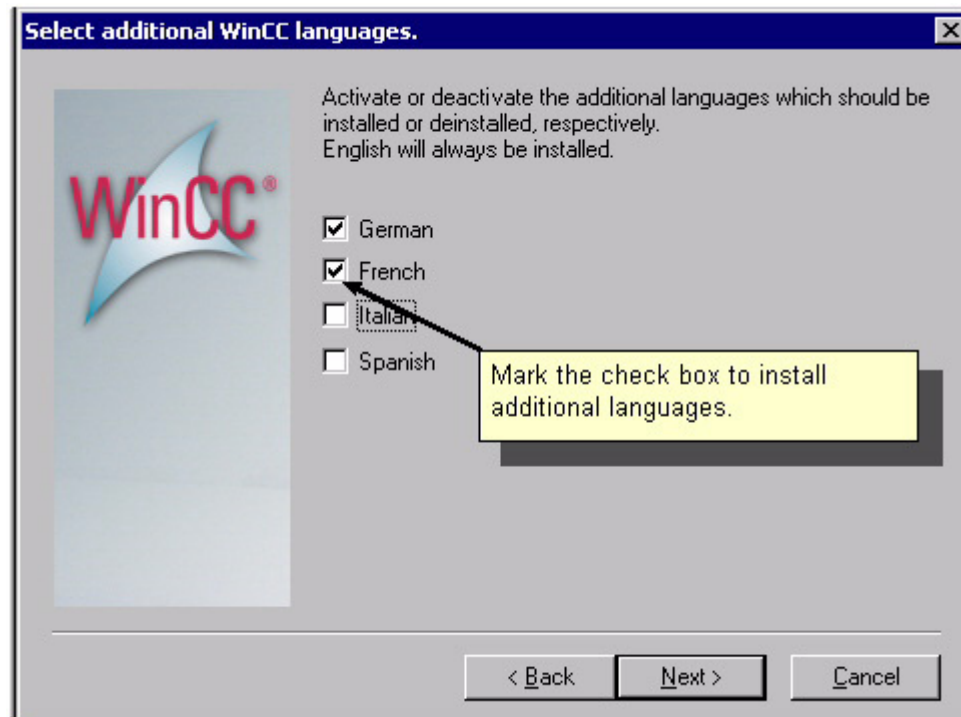 Select additional WinCC languages.
Activate or deactivate the additional languages which should be
installed or deinstalled, respectively.
English will always be installed.
WinCC®
German
French
Italian
Spanish
Mark the check box to install
additional languages.
< Back
Next >
Cancel